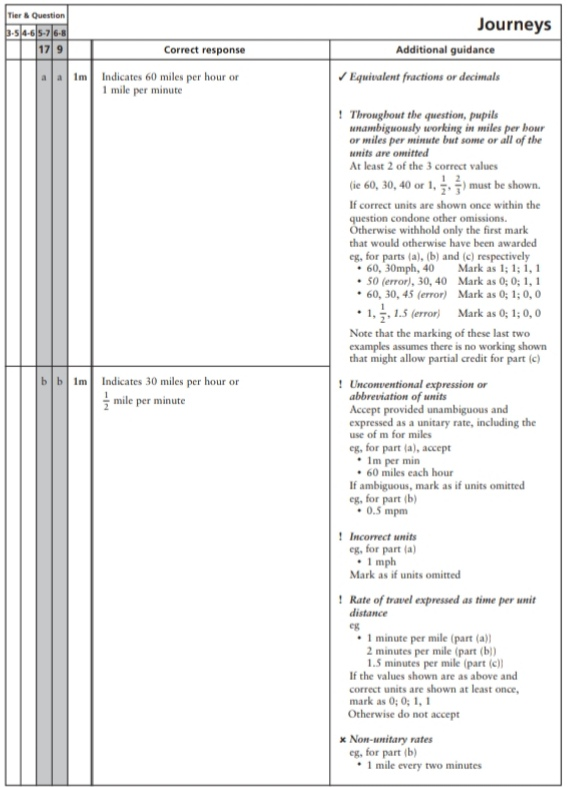 Tier & Question
3-5 4-6 5-7 6-8
Journeys
17 9
Correct response
Additional guidance
a a 1m Indicates 60 miles per hour or
1 mile per minute
✓ Equivalent fractions or decimals
! Throughout the question, pupils
unambiguously working in miles per hour
or miles per minute but some or all of the
units are omitted
At least 2 of the 3 correct values
(ie 60, 30, 40 or 1, 1/2, 2/3) must be shown.
If correct units are shown once within the
question condone other omissions.
Otherwise withhold only the first mark
that would otherwise have been awarded
eg, for parts (a), (b) and (c) respectively
• 60, 30mph, 40 Mark as 1; 1; 1, 1
• 50 (error), 30, 40 Mark as 0; 0; 1, 1
• 60, 30, 45 (error) Mark as 0; 1; 0, 0
• 1, 1/2, 1.5 (error) Mark as 0; 1; 0, 0
Note that the marking of these last two
examples assumes there is no working shown
that might allow partial credit for part (c)
b b 1m Indicates 30 miles per hour or
1/2 mile per minute
! Unconventional expression or
abbreviation of units
Accept provided unambiguous and
expressed as a unitary rate, including the
use of m for miles
eg, for part (a), accept
• 1m per min
• 60 miles each hour
If ambiguous, mark as if units omitted
eg, for part (b)
• 0.5 mpm
! Incorrect units
eg, for part (a)
• 1 mph
Mark as if units omitted
! Rate of travel expressed as time per unit
distance
eg
• 1 minute per mile (part (a))
2 minutes per mile (part (b))
1.5 minutes per mile (part (c))
If the values shown are as above and
correct units are shown at least once,
mark as 0; 0; 1, 1
Otherwise do not accept
× Non-unitary rates
eg, for part (b)
• 1 mile every two minutes